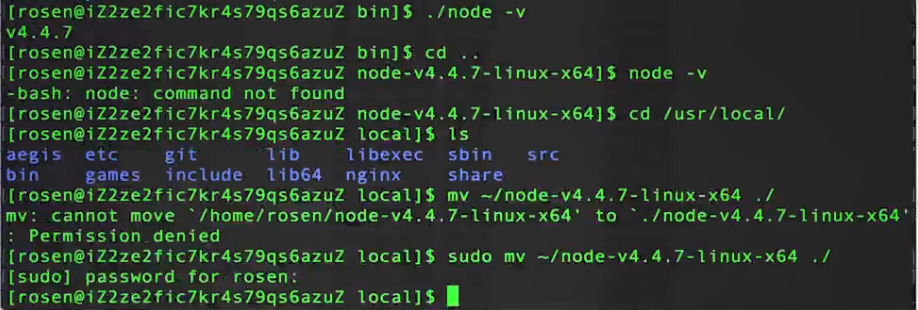 [rosen@iZ2ze2fic7kr4s79qs6azuZ bin]$ ./node -v
v4.4.7
[rosen@iZ2ze2fic7kr4s79qs6azuZ bin]$ cd ..
[rosen@iZ2ze2fic7kr4s79qs6azuZ node-v4.4.7-linux-x64]$ node -v
-bash: node: command not found
[rosen@iZ2ze2fic7kr4s79qs6azuZ node-v4.4.7-linux-x64]$ cd /usr/local/
[rosen@iZ2ze2fic7kr4s79qs6azuZ local]$ ls
aegis  etc    git      lib    libexec  sbin   src
bin    games  include  lib64  nginx    share
[rosen@iZ2ze2fic7kr4s79qs6azuZ local]$ mv ~/node-v4.4.7-linux-x64 ./
mv: cannot move `/home/rosen/node-v4.4.7-linux-x64' to `./node-v4.4.7-linux-x64'
: Permission denied
[rosen@iZ2ze2fic7kr4s79qs6azuZ local]$ sudo mv ~/node-v4.4.7-linux-x64 ./
[sudo] password for rosen:
[rosen@iZ2ze2fic7kr4s79qs6azuZ local]$